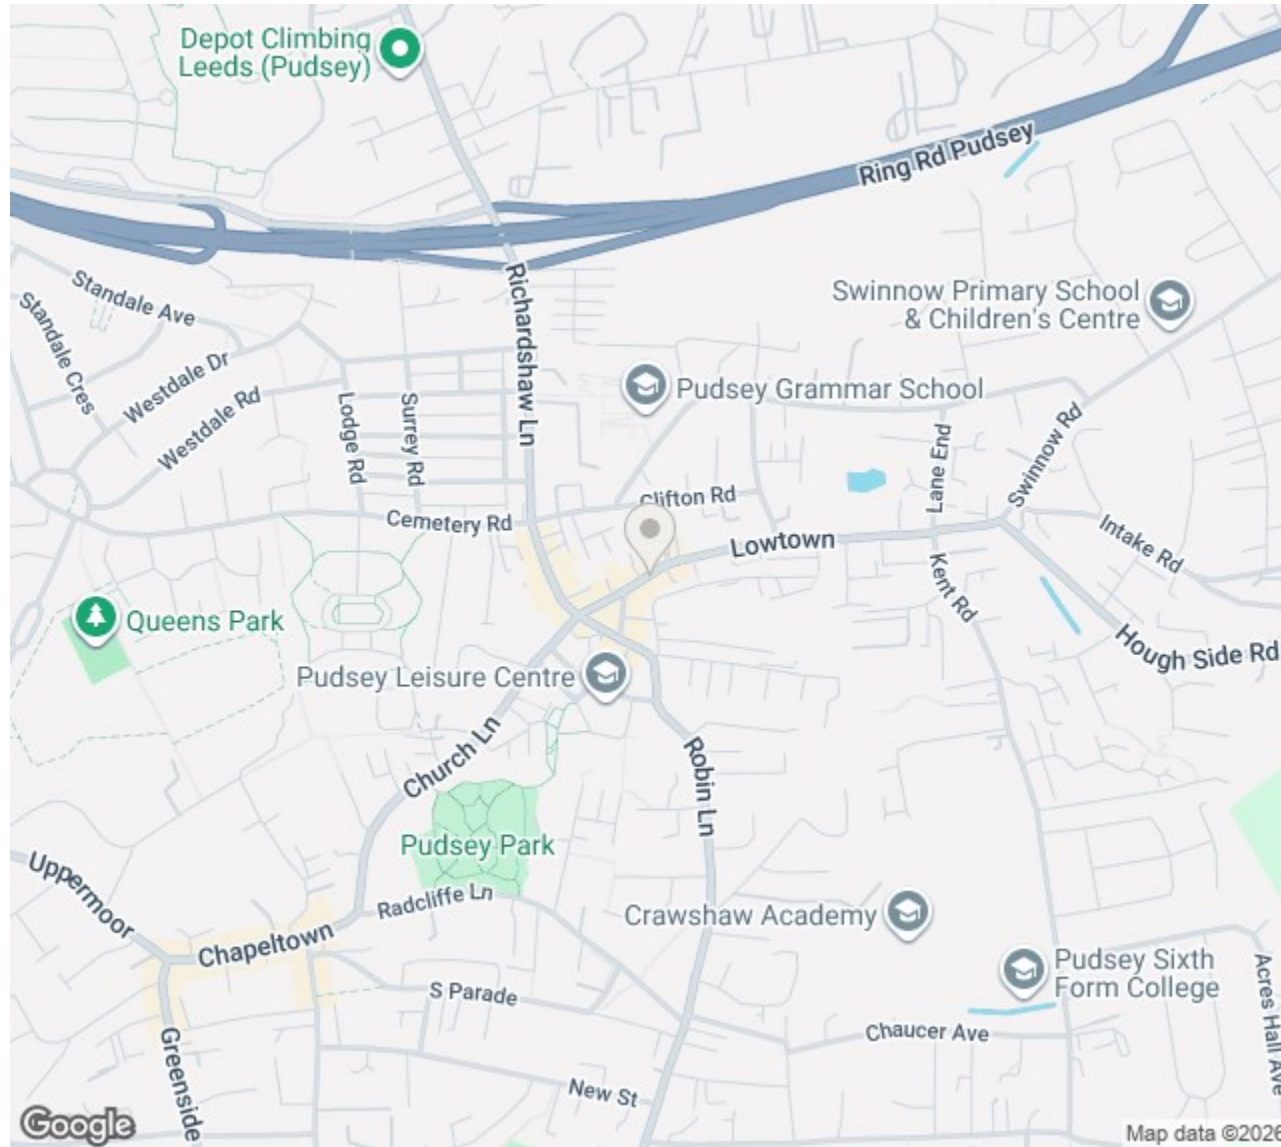 Depot Climbing
Leeds (Pudsey)
Ring Rd Pudsey
Standale Ave
Standale Cres
Westdale Dr
Westdale Rd
Lodge Rd
Surrey Rd
Richardshaw Ln
Swinnow Primary School
& Children's Centre
Pudsey Grammar School
Swinnow Rd
Lane End
Clifton Rd
Cemetery Rd
Lowtown
Intake Rd
Kent Rd
Hough Side Rd
Queens Park
Pudsey Leisure Centre
Church Ln
Robin Ln
Pudsey Park
Uppermoor
Radcliffe Ln
Chapeltown
Crawshaw Academy
Pudsey Sixth
Form College
S Parade
Acres Hall Ave
Chaucer Ave
Greenside
New St
Google
Map data ©2026